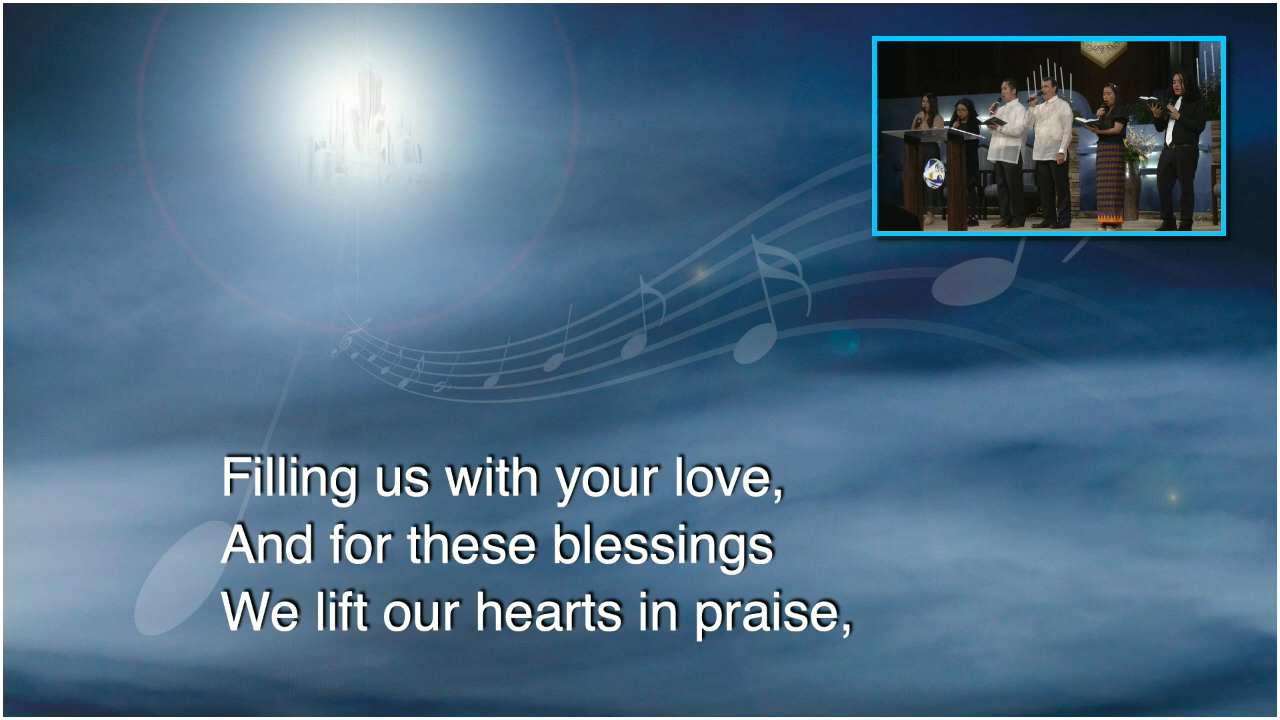 Filling us with your love,
And for these blessings
We lift our hearts in praise,